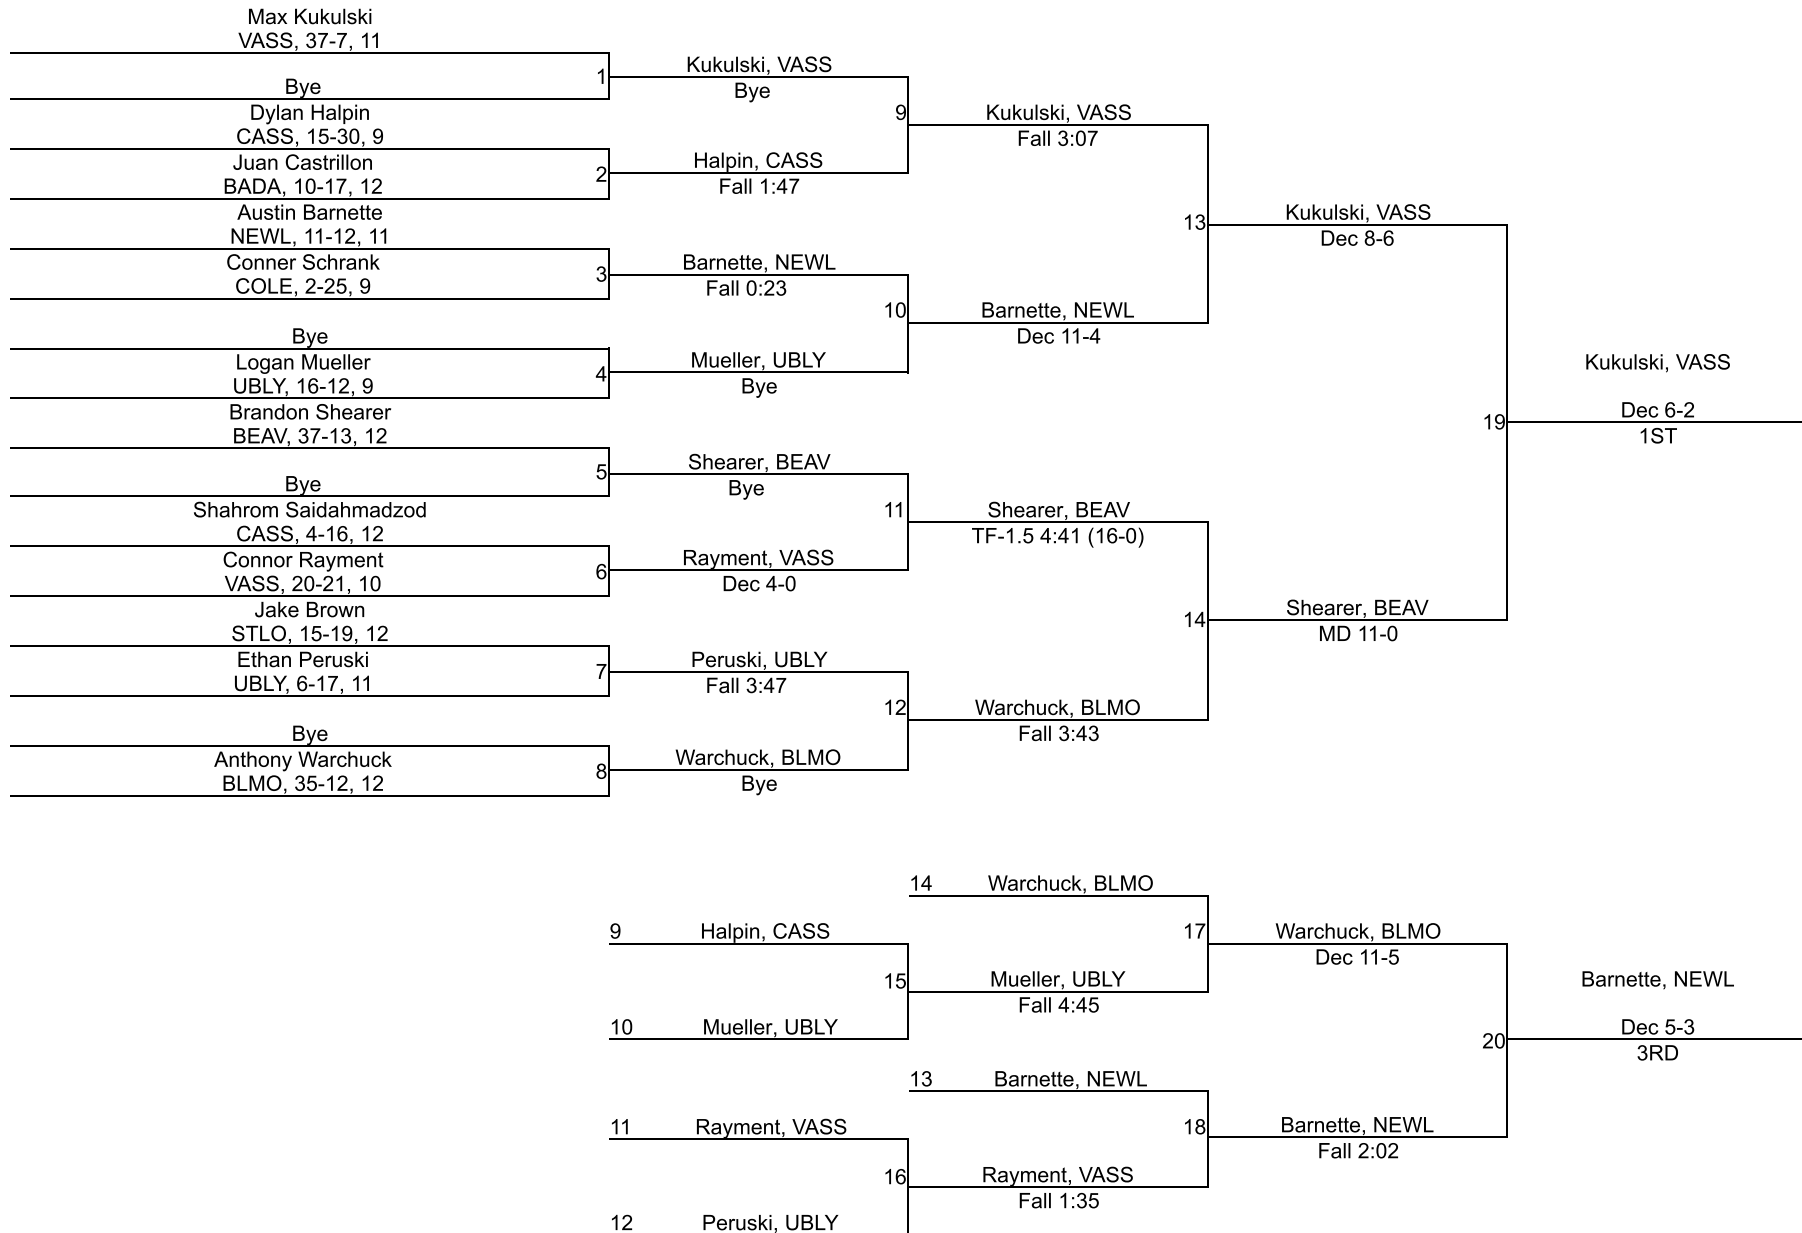 Max Kukulski
VASS, 37-7, 11
Bye
Dylan Halpin
CASS, 15-30, 9
Juan Castrillon
BADA, 10-17, 12
Austin Barnette
NEWL, 11-12, 11
Conner Schrank
COLE, 2-25, 9
Bye
Logan Mueller
UBLY, 16-12, 9
Brandon Shearer
BEAV, 37-13, 12
Bye
Shahrom Saidahmadzod
CASS, 4-16, 12
Connor Rayment
VASS, 20-21, 10
Jake Brown
STLO, 15-19, 12
Ethan Peruski
UBLY, 6-17, 11
Bye
Anthony Warchuck
BLMO, 35-12, 12
1
Kukulski, VASS
Bye
2
Halpin, CASS
Fall 1:47
3
Barnette, NEWL
Fall 0:23
4
Mueller, UBLY
Bye
5
Shearer, BEAV
Bye
6
Rayment, VASS
Dec 4-0
7
Peruski, UBLY
Fall 3:47
8
Warchuck, BLMO
Bye
9
Kukulski, VASS
Fall 3:07
10
Barnette, NEWL
Dec 11-4
11
Shearer, BEAV
TF-1.5 4:41 (16-0)
12
Warchuck, BLMO
Fall 3:43
13
Kukulski, VASS
Dec 8-6
14
Shearer, BEAV
MD 11-0
19
Kukulski, VASS
Dec 6-2
1ST
9
Halpin, CASS
10
Mueller, UBLY
11
Rayment, VASS
12
Peruski, UBLY
14
Warchuck, BLMO
15
Mueller, UBLY
Fall 4:45
13
Barnette, NEWL
16
Rayment, VASS
Fall 1:35
17
Warchuck, BLMO
Dec 11-5
18
Barnette, NEWL
Fall 2:02
20
Barnette, NEWL
Dec 5-3
3RD